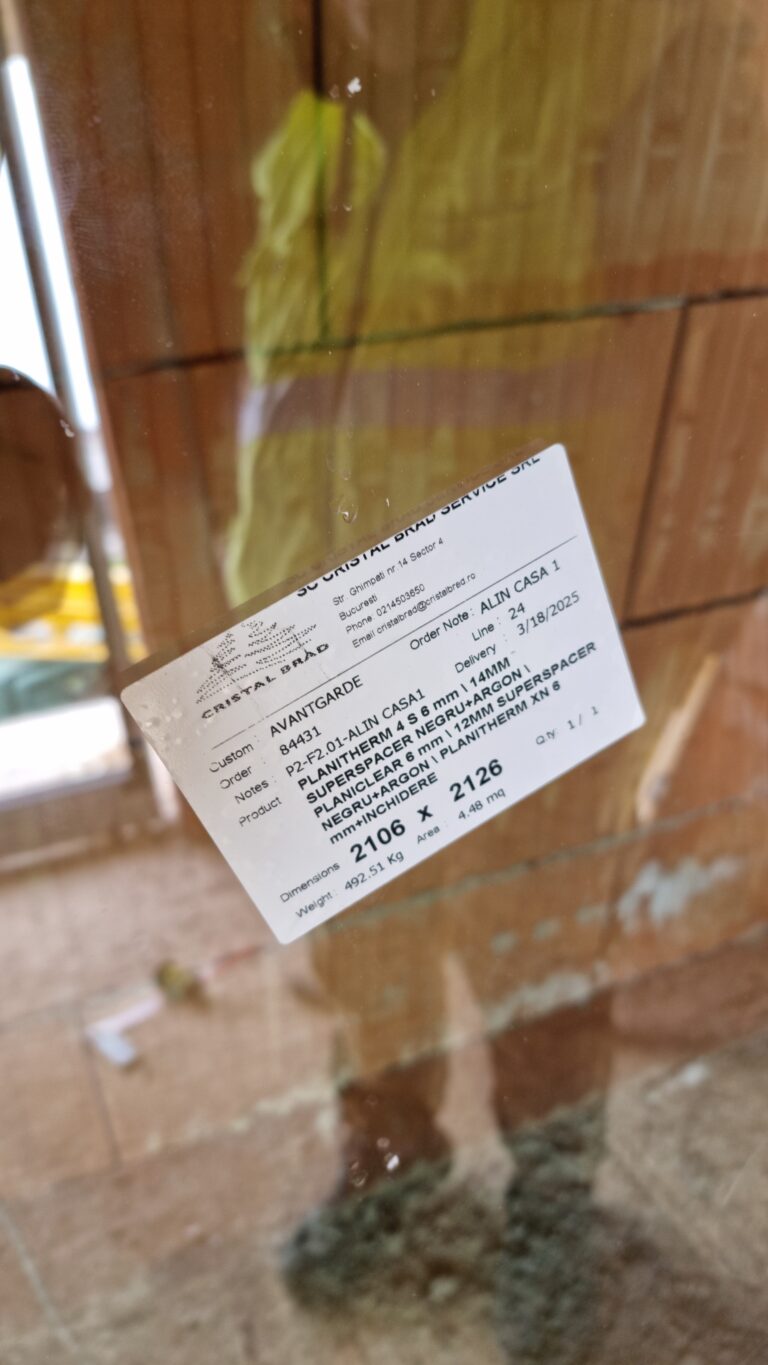 SC CRISTAL BRAD SERVICE SRL
Str. Ghimpati nr 14 Sector 4
Bucuresti
Phone 0214503650
Email cristalbrad@cristalbred.ro
CRISTAL BRAD
Custom : AVANTGARDE
Order Note : ALIN CASA 1
Order : 84431
Line : 24
Notes : P2-F2.01-ALIN CASA1
Delivery : 3/18/2025
Product PLANITHERM 4 S 6 mm \ 14MM
SUPERSPACER NEGRU+ARGON \
PLANICLEAR 6 mm \ 12MM SUPERSPACER
NEGRU+ARGON \ PLANITHERM XN 6
mm+INCHIDERE
Qty: 1 / 1
Dimensions 2106 x 2126
Weight : 492.51 Kg Area : 4.48 mq